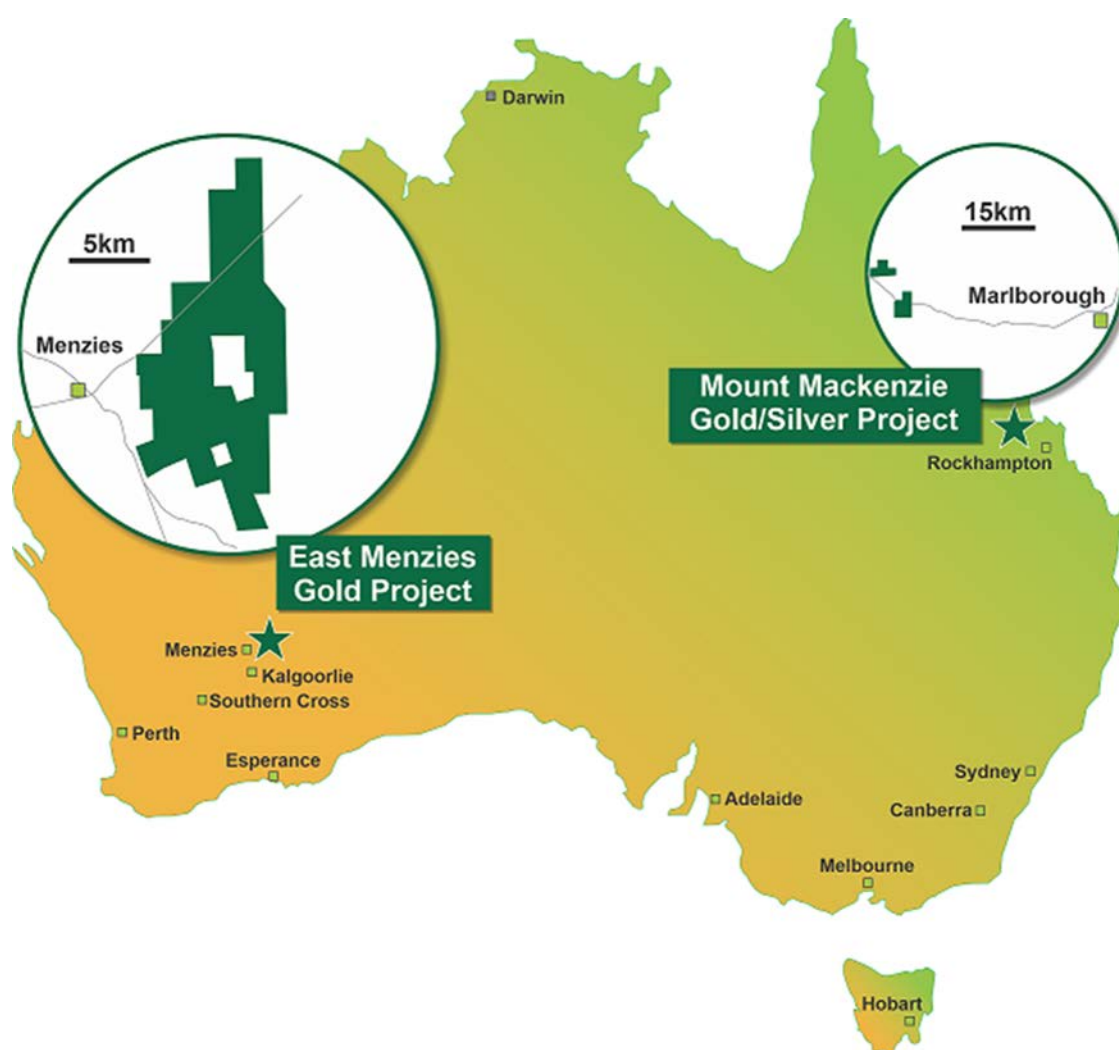 Darwin
5km
15km
Marlborough
Menzies
Mount Mackenzie
Gold/Silver Project
Rockhampton
East Menzies
Gold Project
Menzies
Kalgoorlie
Southern Cross
Perth
Esperance
Sydney
Adelaide
Canberra
Melbourne
Hobart